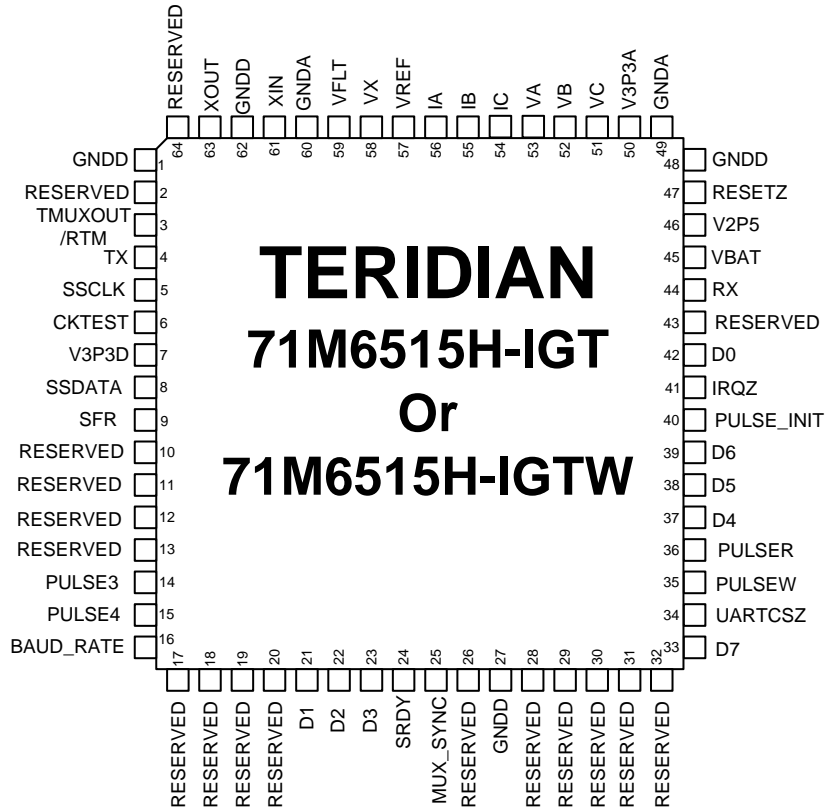 RESERVED
XOUT
GNDD
XIN
GNDA
VFLT
VX
VREF
IA
IB
IC
VA
VB
VC
V3P3A
GNDA
64
63
62
61
60
59
58
57
56
55
54
53
52
51
50
49
GNDD 1
RESERVED 2
TMUXOUT
/RTM 3
TX 4
SSCLK 5
CKTEST 6
V3P3D 7
SSDATA 8
SFR 9
RESERVED 10
RESERVED 11
RESERVED 12
RESERVED 13
PULSE3 14
PULSE4 15
BAUD_RATE 16
TERIDIAN
71M6515H-IGT
Or
71M6515H-IGTW
48 GNDD
47 RESETZ
46 V2P5
45 VBAT
44 RX
43 RESERVED
42 D0
41 IRQZ
40 PULSE_INIT
39 D6
38 D5
37 D4
36 PULSER
35 PULSEW
34 UARTCSZ
33 D7
17
18
19
20
21
22
23
24
25
26
27
28
29
30
31
32
RESERVED
RESERVED
RESERVED
RESERVED
D1
D2
D3
SRDY
MUX_SYNC
RESERVED
GNDD
RESERVED
RESERVED
RESERVED
RESERVED
RESERVED